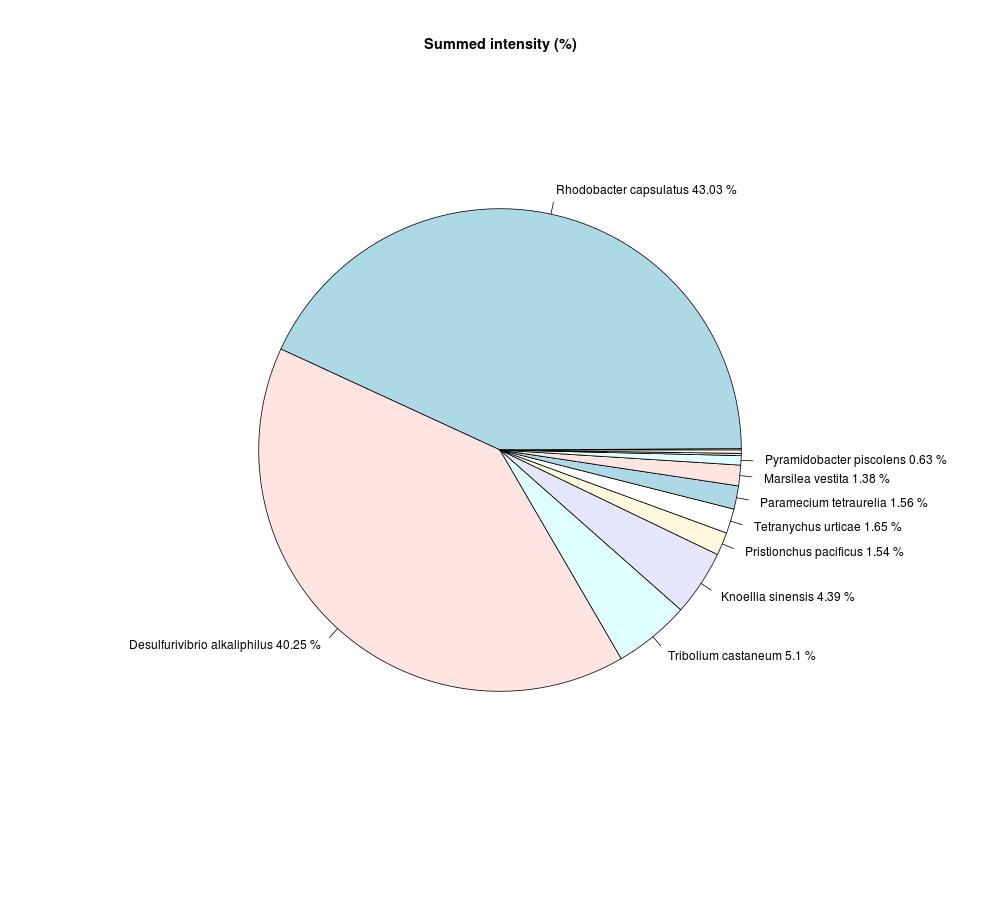 Summed intensity (%)
Rhodobacter capsulatus 43.03 %
Pyramidobacter piscolens 0.63 %
Marsilea vestita 1.38 %
Paramecium tetraurelia 1.56 %
Tetranychus urticae 1.65 %
Pristionchus pacificus 1.54 %
Knoellia sinensis 4.39 %
Desulfurivibrio alkaliphilus 40.25 %
Tribolium castaneum 5.1 %